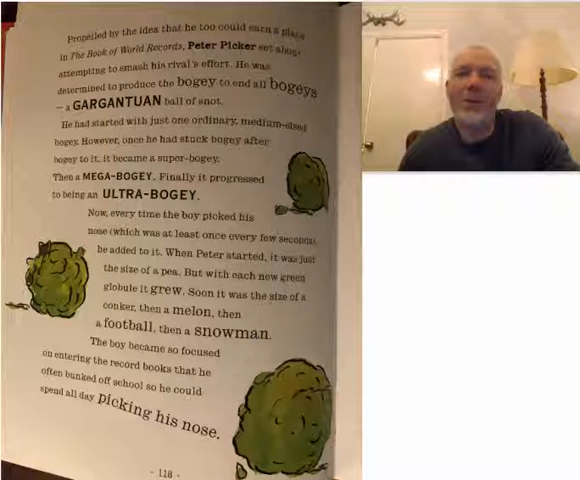 Propelled by the idea that he too could earn a place
in The Book of World Records, Peter Picker set about
attempting to smash his rival's effort. He was
determined to produce the bogey to end all bogeys
– a GARGANTUAN ball of snot.
He had started with just one ordinary, medium-sized
bogey. However, once he had stuck bogey after
bogey to it, it became a super-bogey.
Then a MEGA-BOGEY. Finally it progressed
to being an ULTRA-BOGEY.
Now, every time the boy picked his
nose (which was at least once every few seconds),
he added to it. When Peter started, it was just
the size of a pea. But with each new green
globule it grew. Soon it was the size of a
conker, then a melon, then
a football, then a snowman.
The boy became so focused
on entering the record books that he
often bunked off school so he could
spend all day picking his nose.
- 118 -